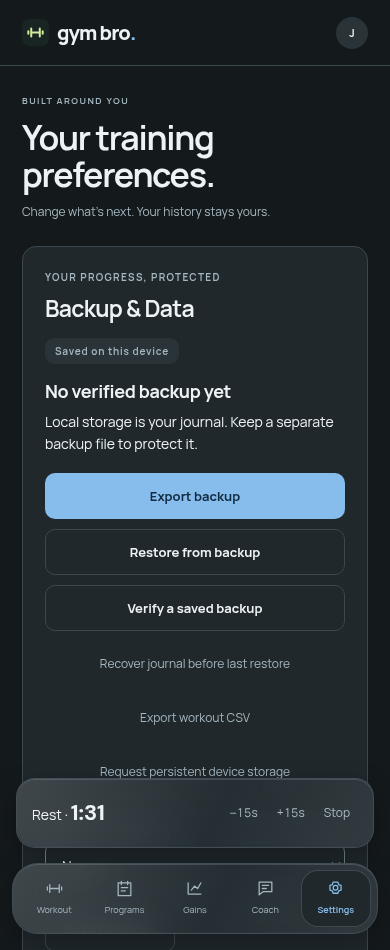 gym bro.
J
BUILT AROUND YOU
Your training
preferences.
Change what's next. Your history stays yours.
YOUR PROGRESS, PROTECTED
Backup & Data
Saved on this device
No verified backup yet
Local storage is your journal. Keep a separate
backup file to protect it.
Export backup
Restore from backup
Verify a saved backup
Recover journal before last restore
Export workout CSV
Request persistent device storage
Rest · 1:31
−15s
+15s
Stop
Workout
Programs
Gains
Coach
Settings